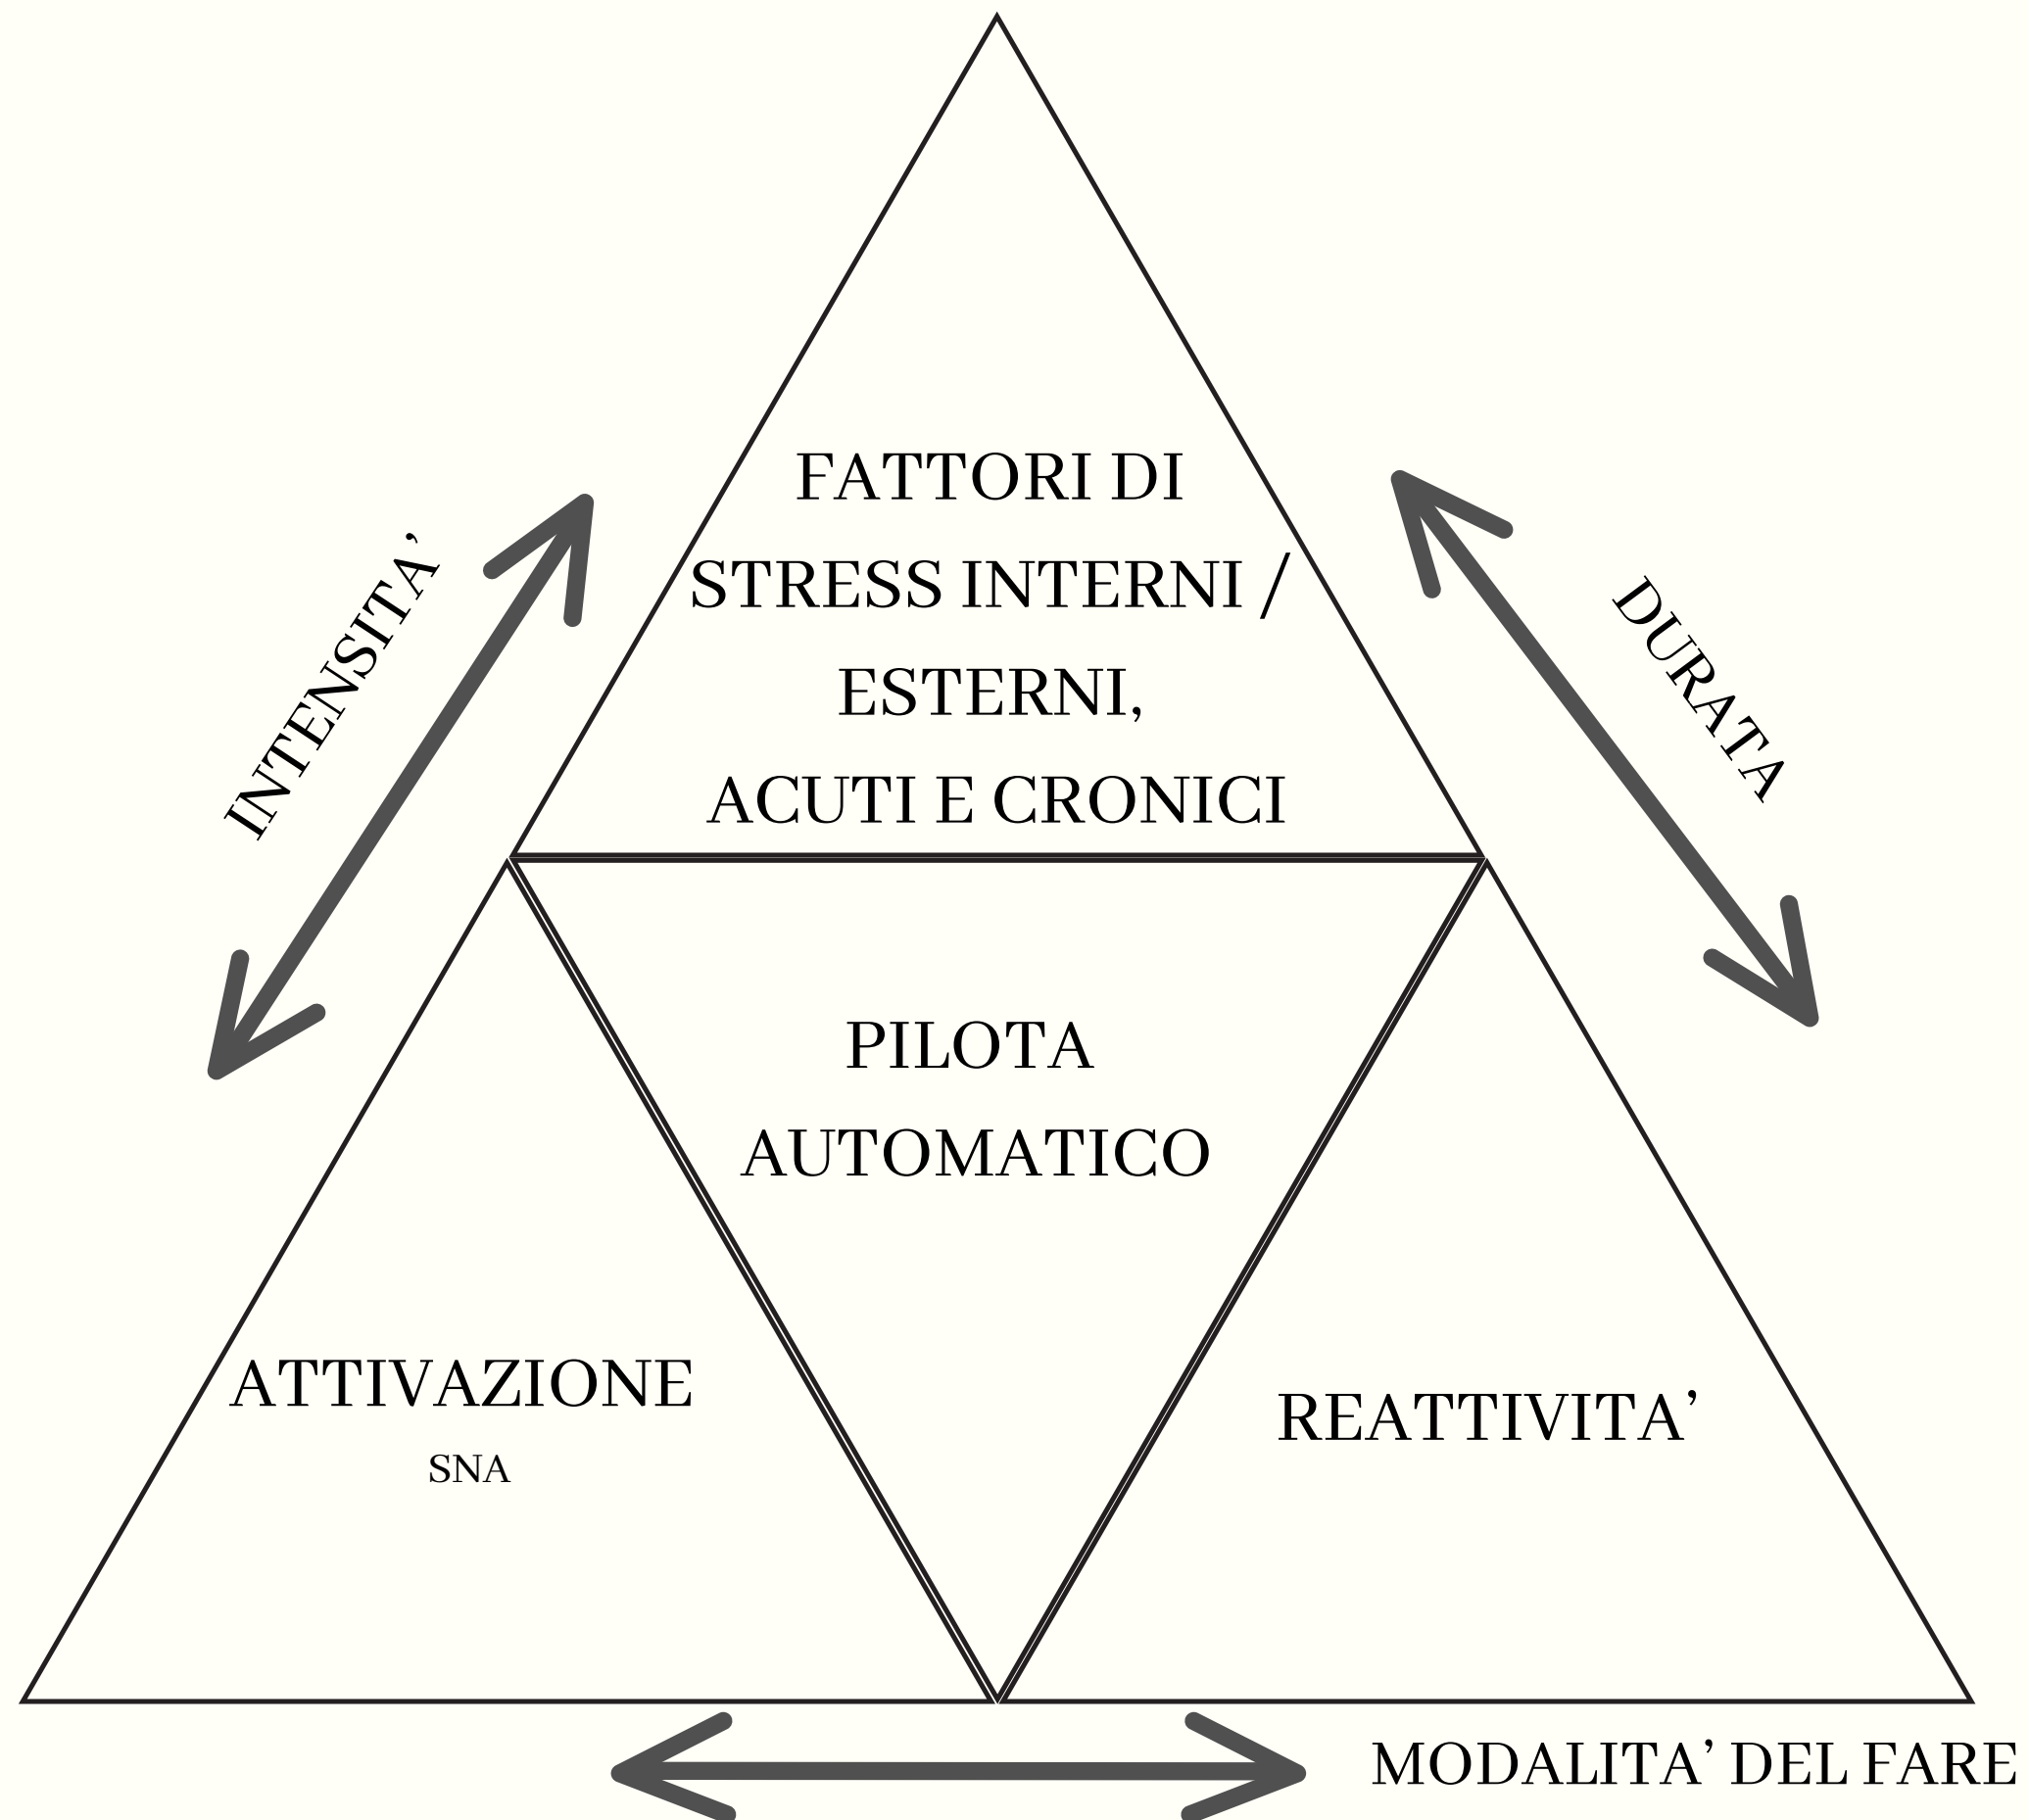 FATTORI DI
STRESS INTERNI /
ESTERNI,
ACUTI E CRONICI
INTENSITA’
DURATA
PILOTA
AUTOMATICO
ATTIVAZIONE
SNA
REATTIVITA’
MODALITA’ DEL FARE